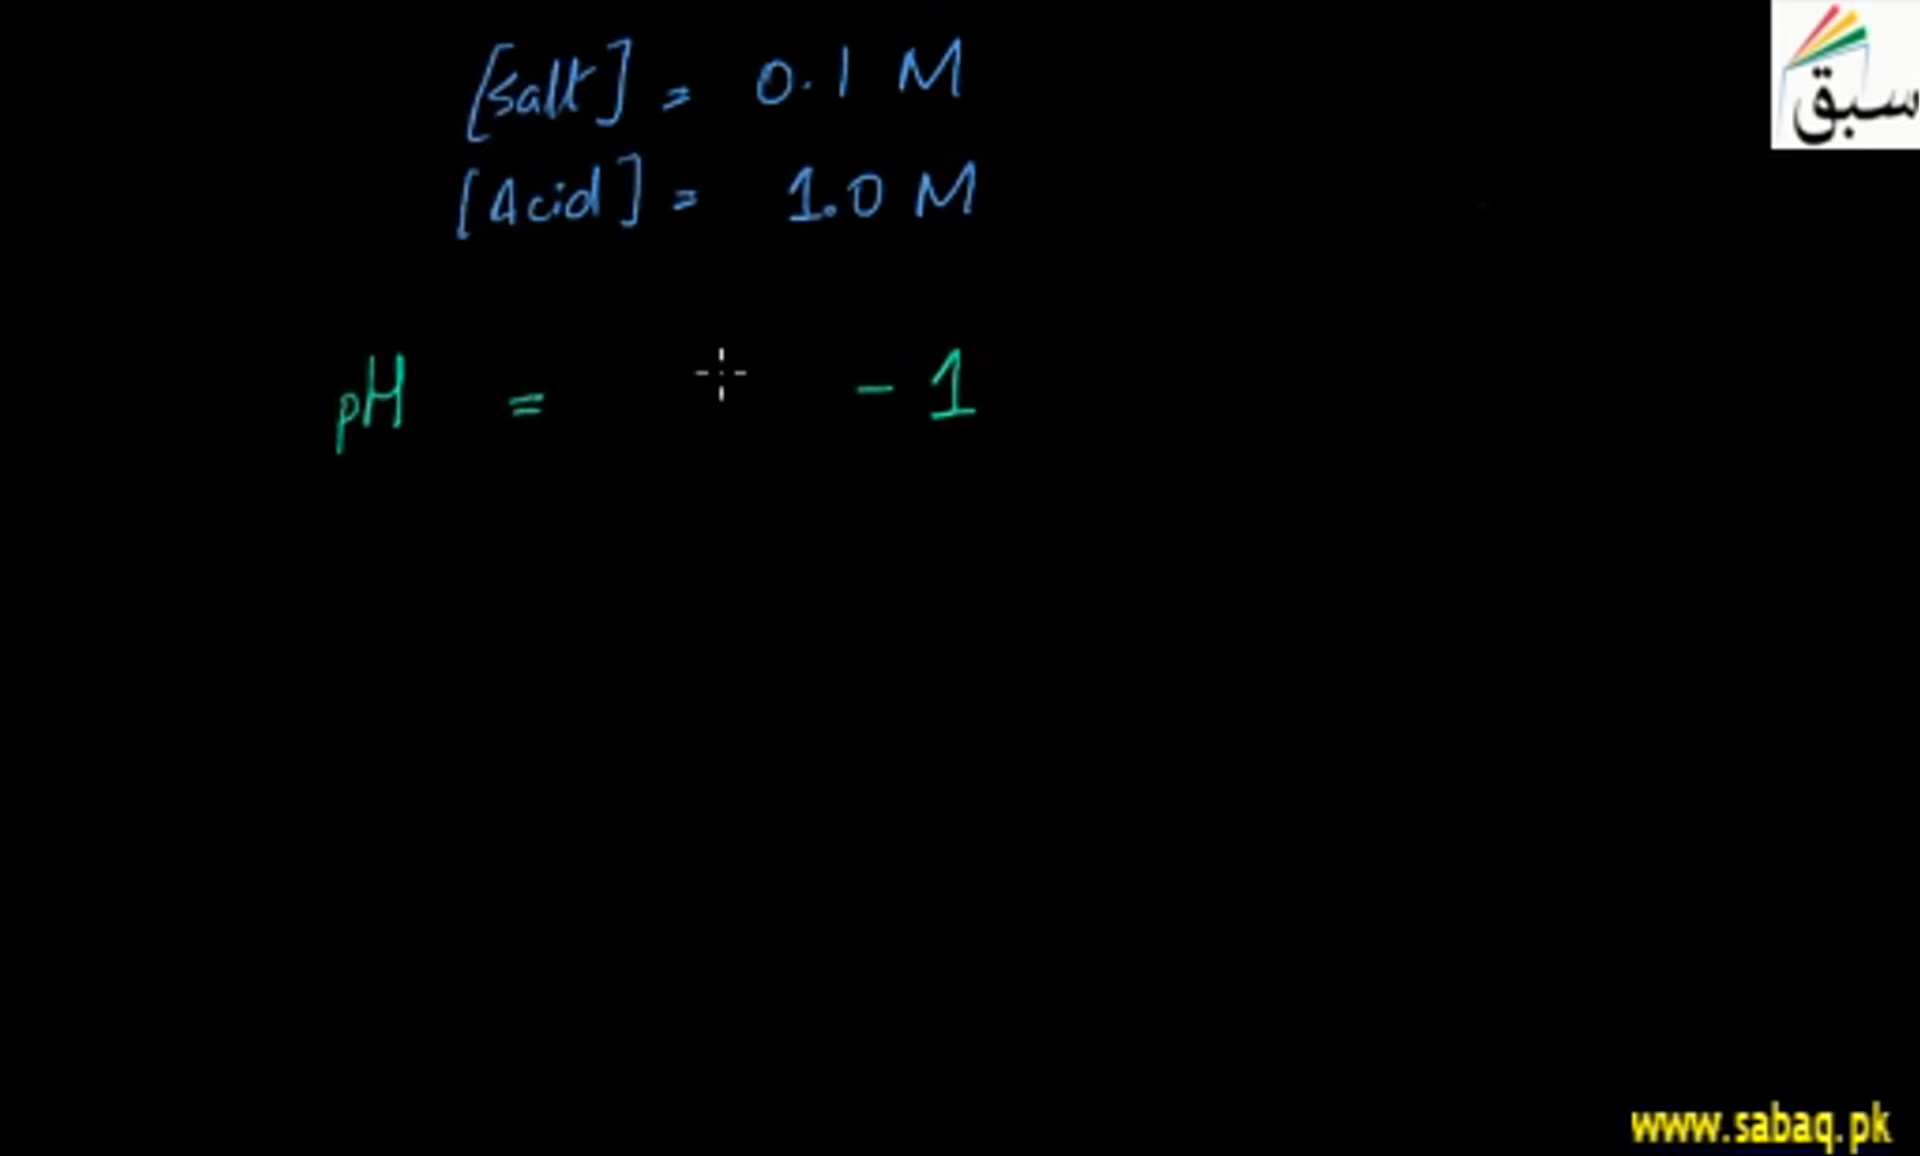 [Salt] = 0.1 M
[Acid] = 1.0 M
pH = - 1
سبق
www.sabaq.pk